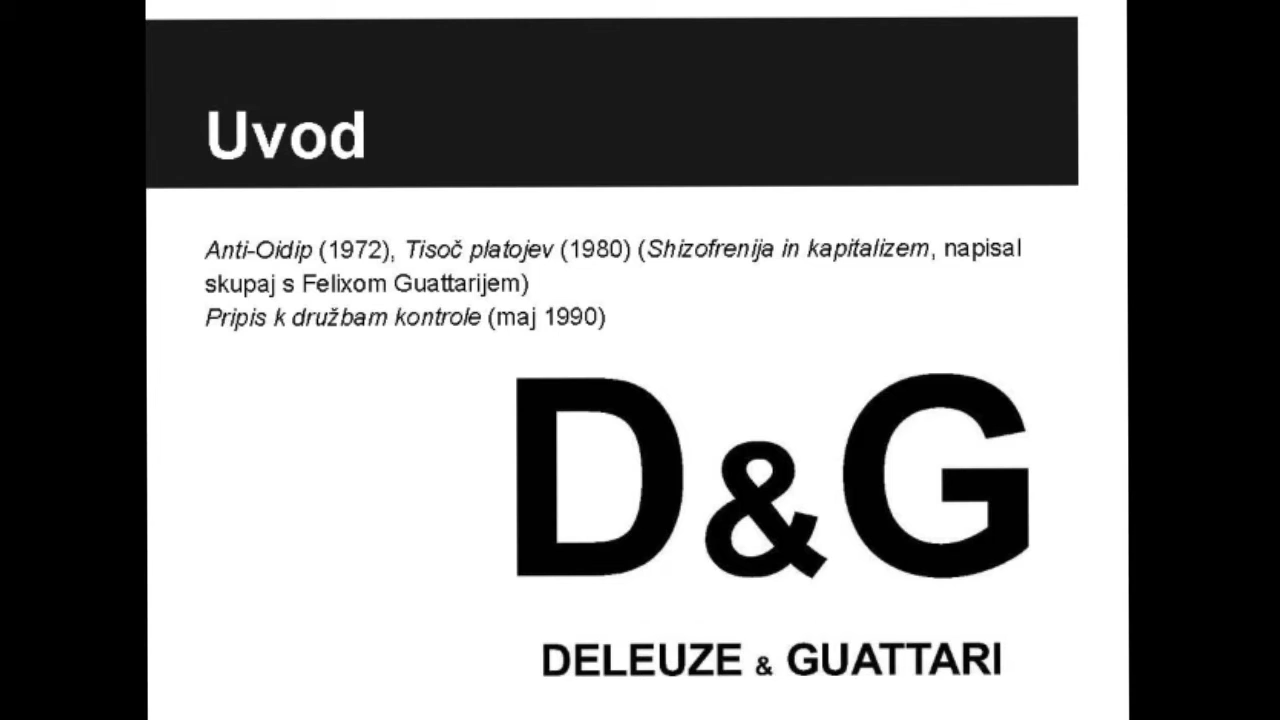 Uvod
Anti-Oidip (1972), Tisoč platojev (1980) (Shizofrenija in kapitalizem, napisal
skupaj s Felixom Guattarijem)
Pripis k družbam kontrole (maj 1990)
D&G
DELEUZE & GUATTARI